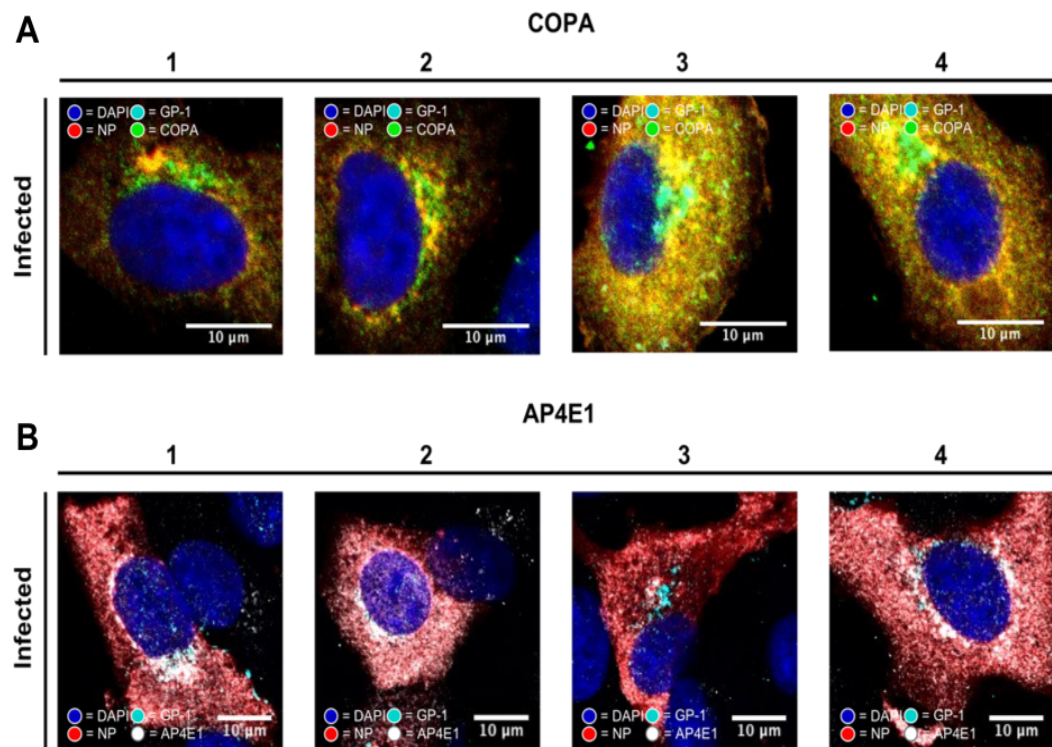 A
COPA
1 2 3 4
Infected
= DAPI = GP-1
= NP = COPA
10 µm
= DAPI = GP-1
= NP = COPA
10 µm
= DAPI = GP-1
= NP = COPA
10 µm
= DAPI = GP-1
= NP = COPA
10 µm
B
AP4E1
1 2 3 4
Infected
= DAPI = GP-1
= NP = AP4E1
10 µm
= DAPI = GP-1
= NP = AP4E1
10 µm
= DAPI = GP-1
= NP = AP4E1
10 µm
= DAPI = GP-1
= NP = AP4E1
10 µm